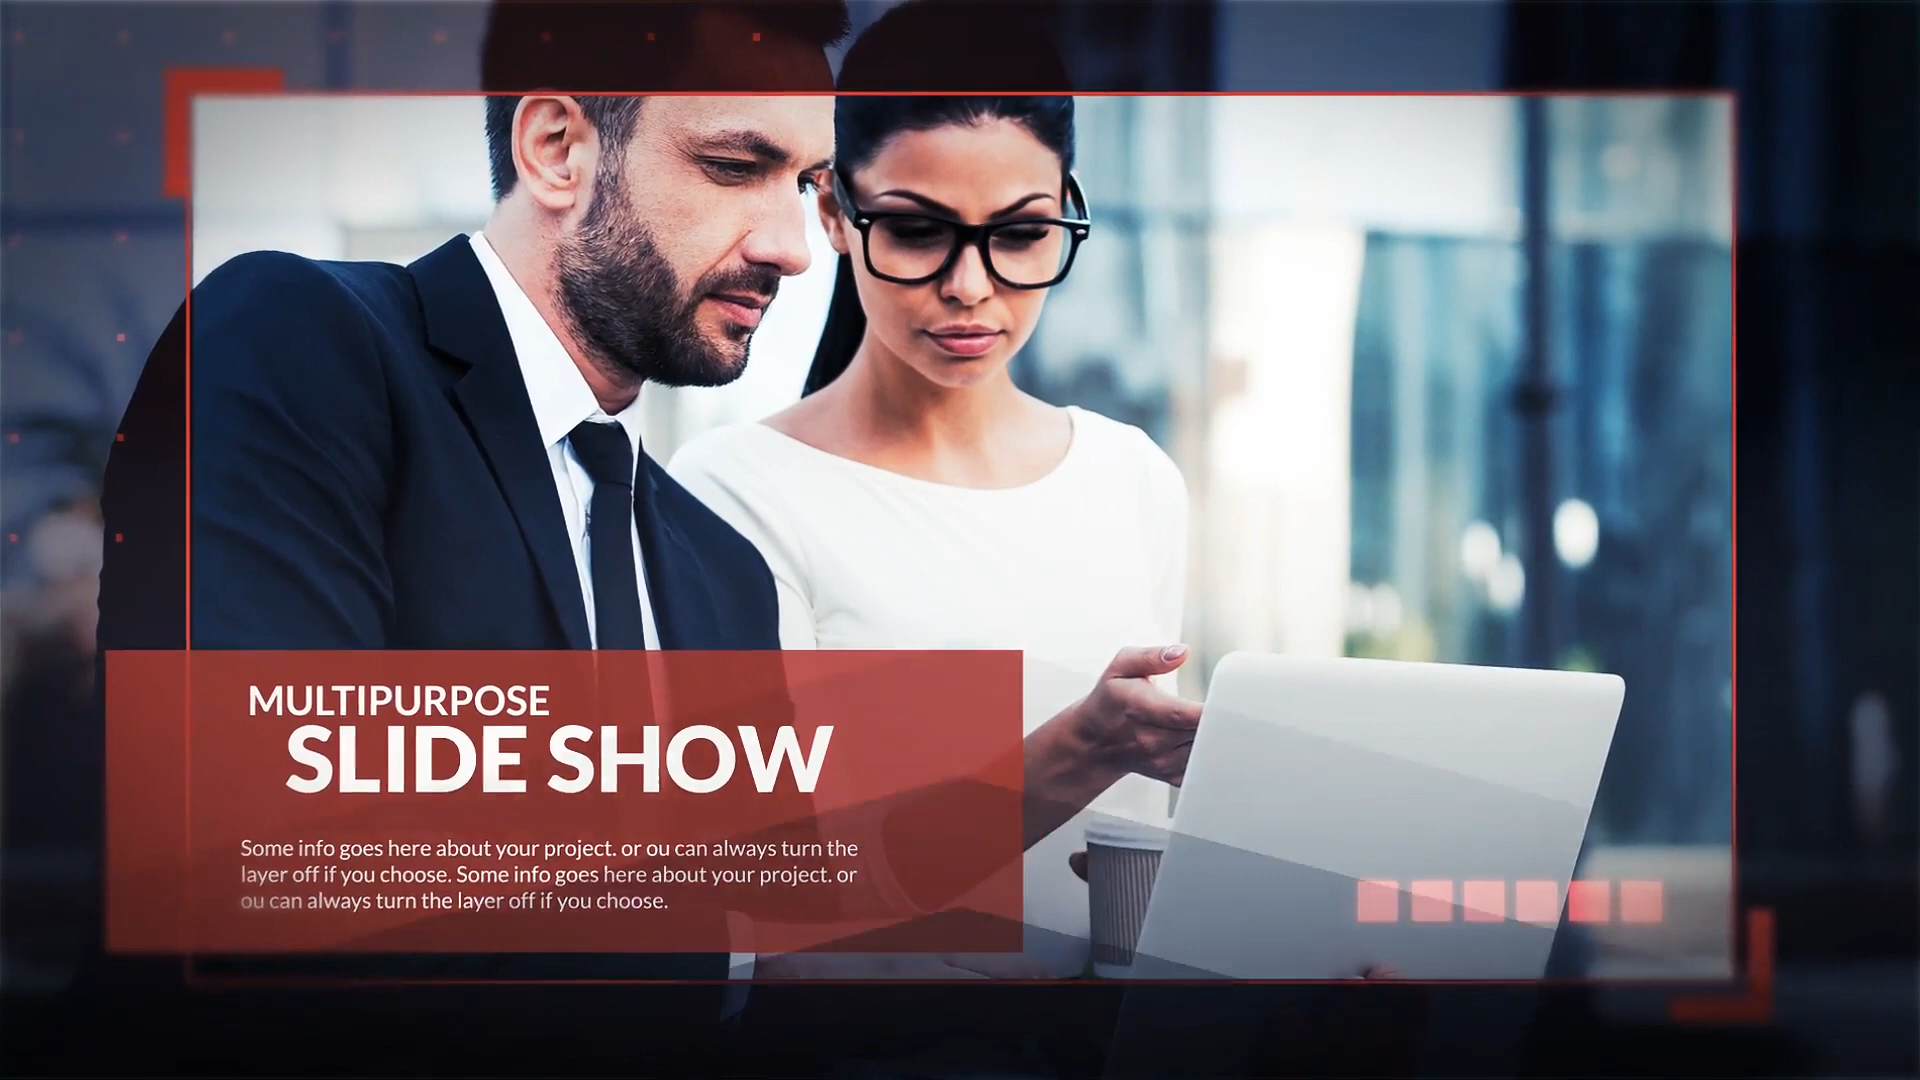 MULTIPURPOSE
SLIDE SHOW
Some info goes here about your project. or ou can always turn the
layer off if you choose. Some info goes here about your project. or
ou can always turn the layer off if you choose.